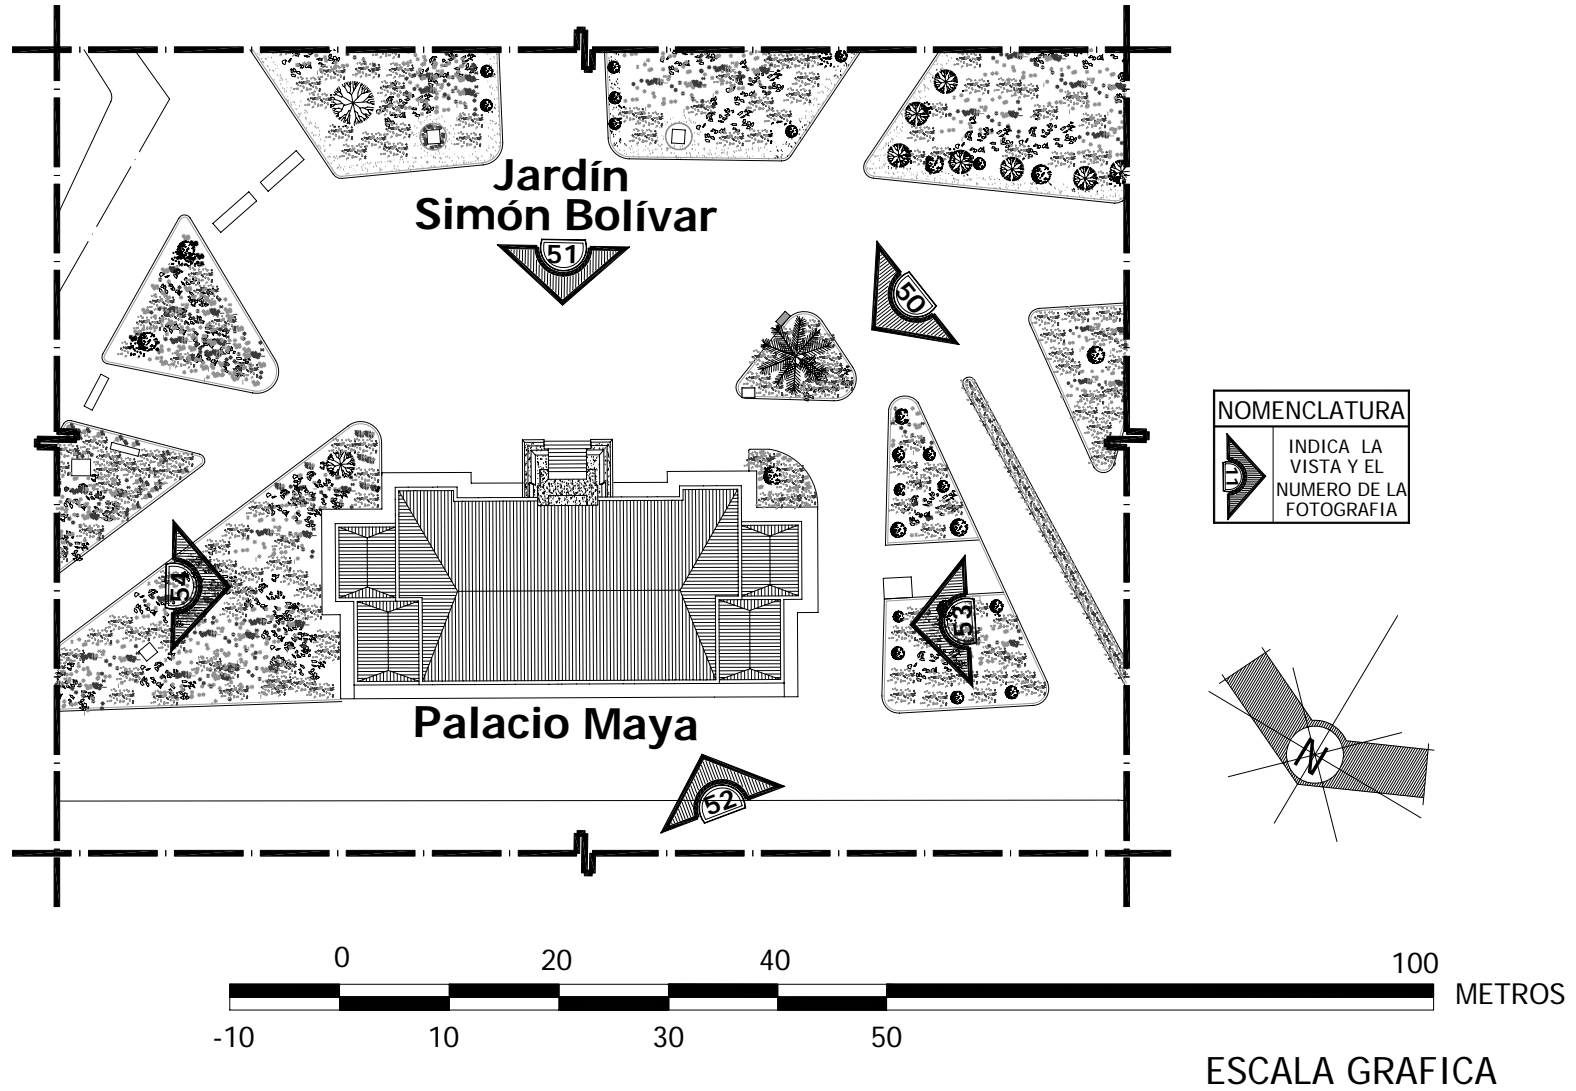 Jardín
Simón Bolívar
51
50
54
53
Palacio Maya
52
NOMENCLATURA
11
INDICA LA
VISTA Y EL
NUMERO DE LA
FOTOGRAFIA
N
0 20 40 100
METROS
-10 10 30 50
ESCALA GRAFICA